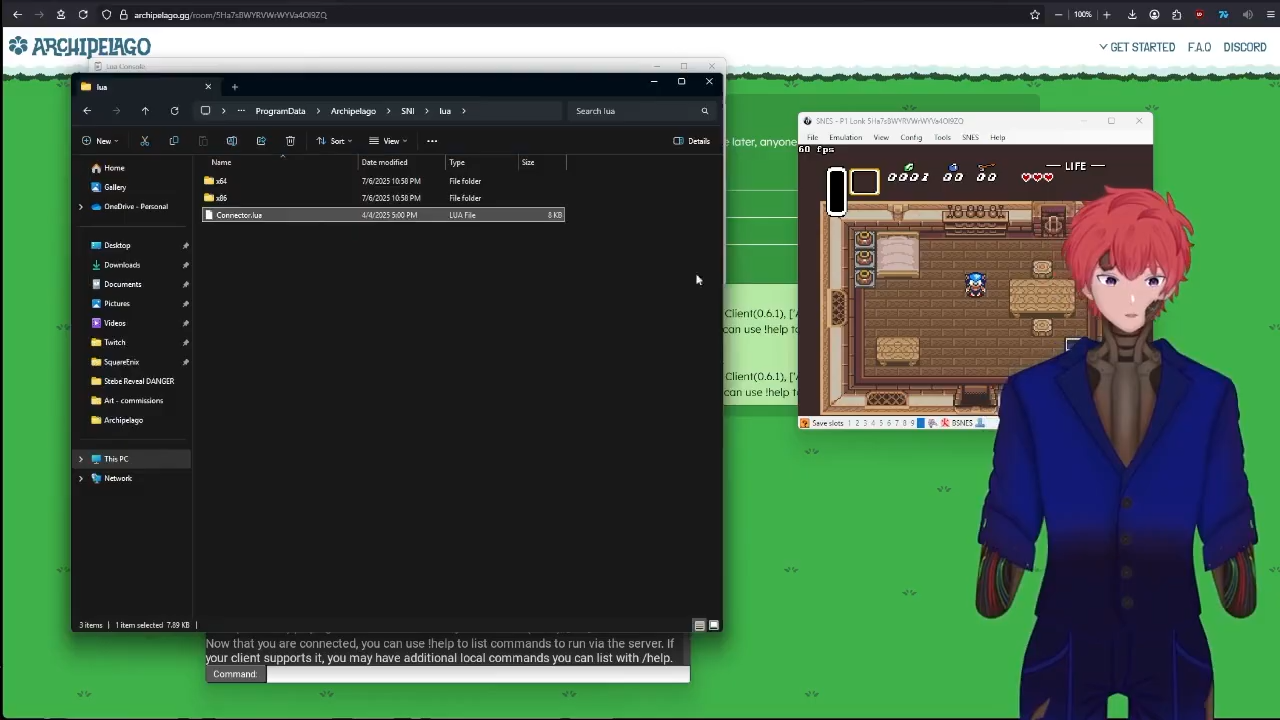 archipelago.gg/room/5Ha7sBWYRVWrWYVa4OI9ZQ
100%
ARCHIPELAGO
GET STARTED
F.A.Q
DISCORD
Lua Console
lua
ProgramData
Archipelago
SNI
lua
Search lua
New
Sort
View
Details
Name
Date modified
Type
Size
x64
7/6/2025 10:58 PM
File folder
x86
7/6/2025 10:58 PM
File folder
Connector.lua
4/4/2025 5:00 PM
LUA File
8 KB
Home
Gallery
OneDrive - Personal
Desktop
Downloads
Documents
Pictures
Videos
Twitch
SquareEnix
Stebe Reveal DANGER
Art - commissions
Archipelago
This PC
Network
3 items
1 item selected 7.89 KB
e later, anyone
Client(0.6.1), ['
can use !help to
Client(0.6.1), ['
can use !help to
SNES - P1 Lonk 5Ha7sBWYRVWrWYVa4OI9ZQ
File Emulation View Config Tools SNES Help
60 fps
LIFE
00
00
Save slots 1 2 3 4 5 6 7 8 9
BSNES
Now that you are connected, you can use !help to list commands to run via the server. If
your client supports it, you may have additional local commands you can list with /help.
Command: